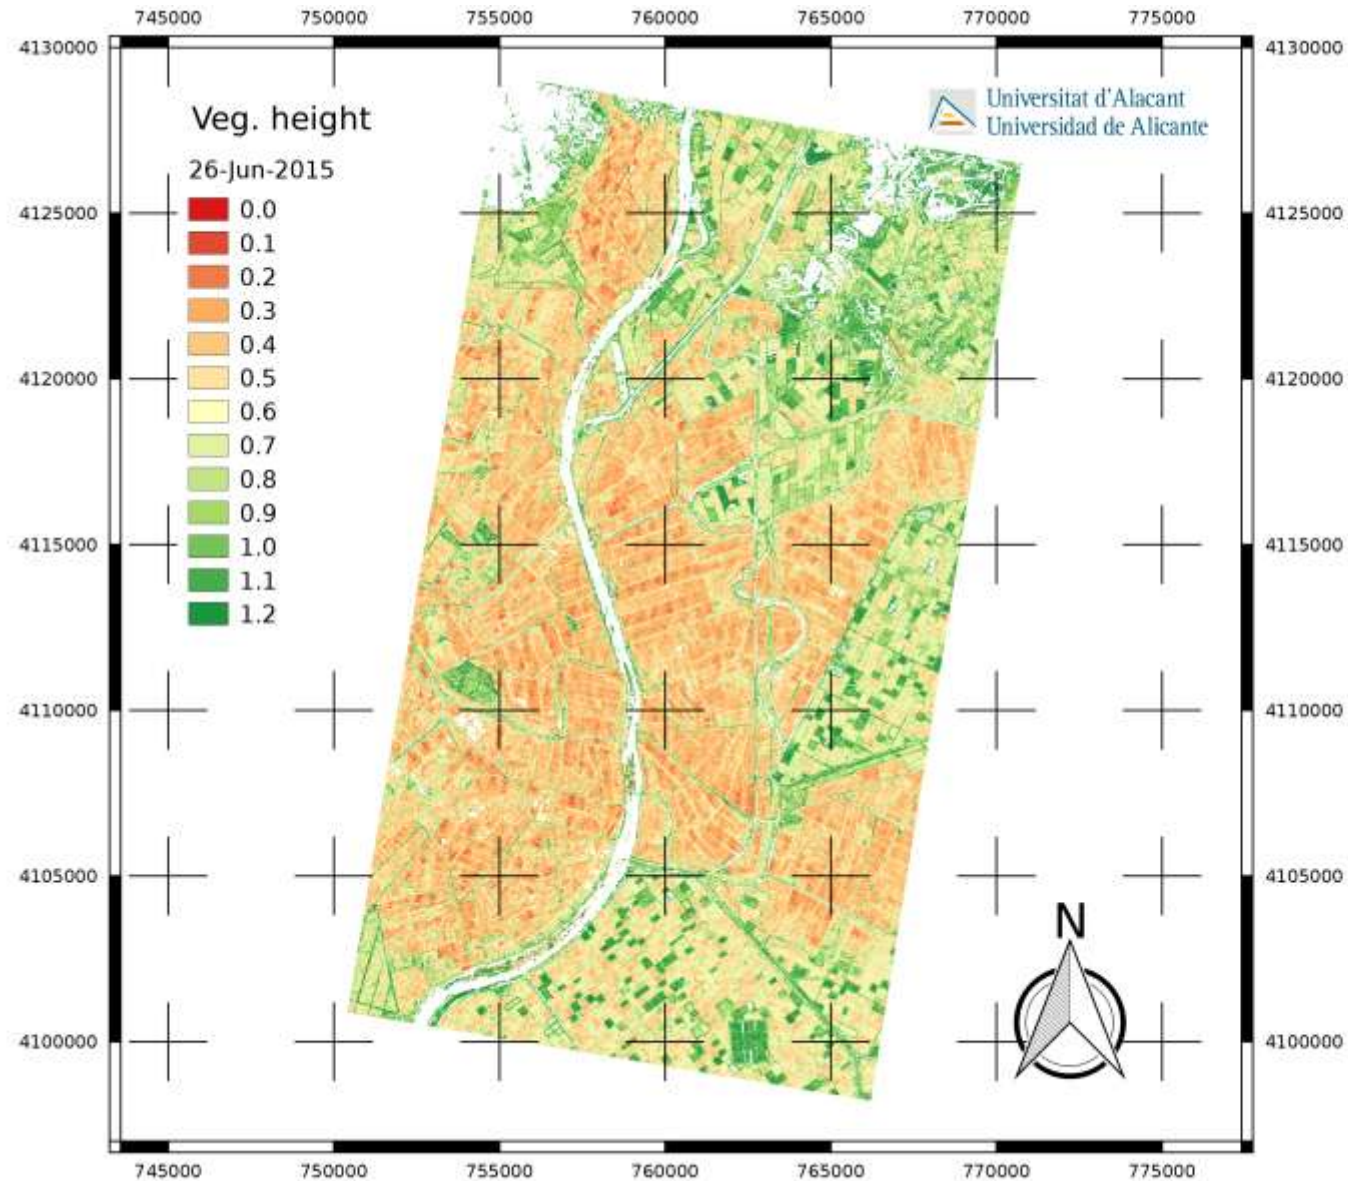 745000 750000 755000 760000 765000 770000 775000
4130000 4130000
Universitat d'Alacant
Universidad de Alicante
Veg. height
26-Jun-2015
0.0
0.1
0.2
0.3
0.4
0.5
0.6
0.7
0.8
0.9
1.0
1.1
1.2
4125000 4125000
4120000 4120000
4115000 4115000
4110000 4110000
4105000 4105000
N
4100000 4100000
745000 750000 755000 760000 765000 770000 775000